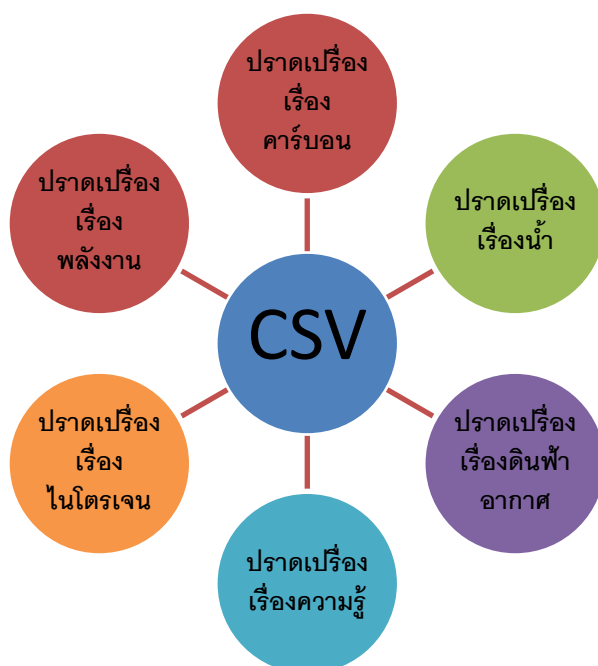 ปราดเปรื่อง
เรื่อง
คาร์บอน
ปราดเปรื่อง
เรื่อง
พลังงาน
ปราดเปรื่อง
เรื่องน้ำ
CSV
ปราดเปรื่อง
เรื่อง
ไนโตรเจน
ปราดเปรื่อง
เรื่องดินฟ้า
อากาศ
ปราดเปรื่อง
เรื่องความรู้